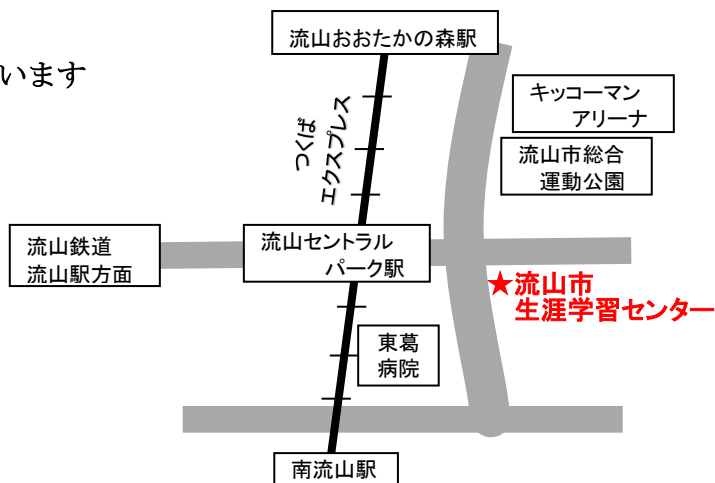 流山おおたかの森駅
います
キッコーマン
アリーナ
つくば
エクスプレス
流山市総合
運動公園
流山鉄道
流山駅方面
流山セントラル
パーク駅
★流山市
生涯学習センター
東葛
病院
南流山駅